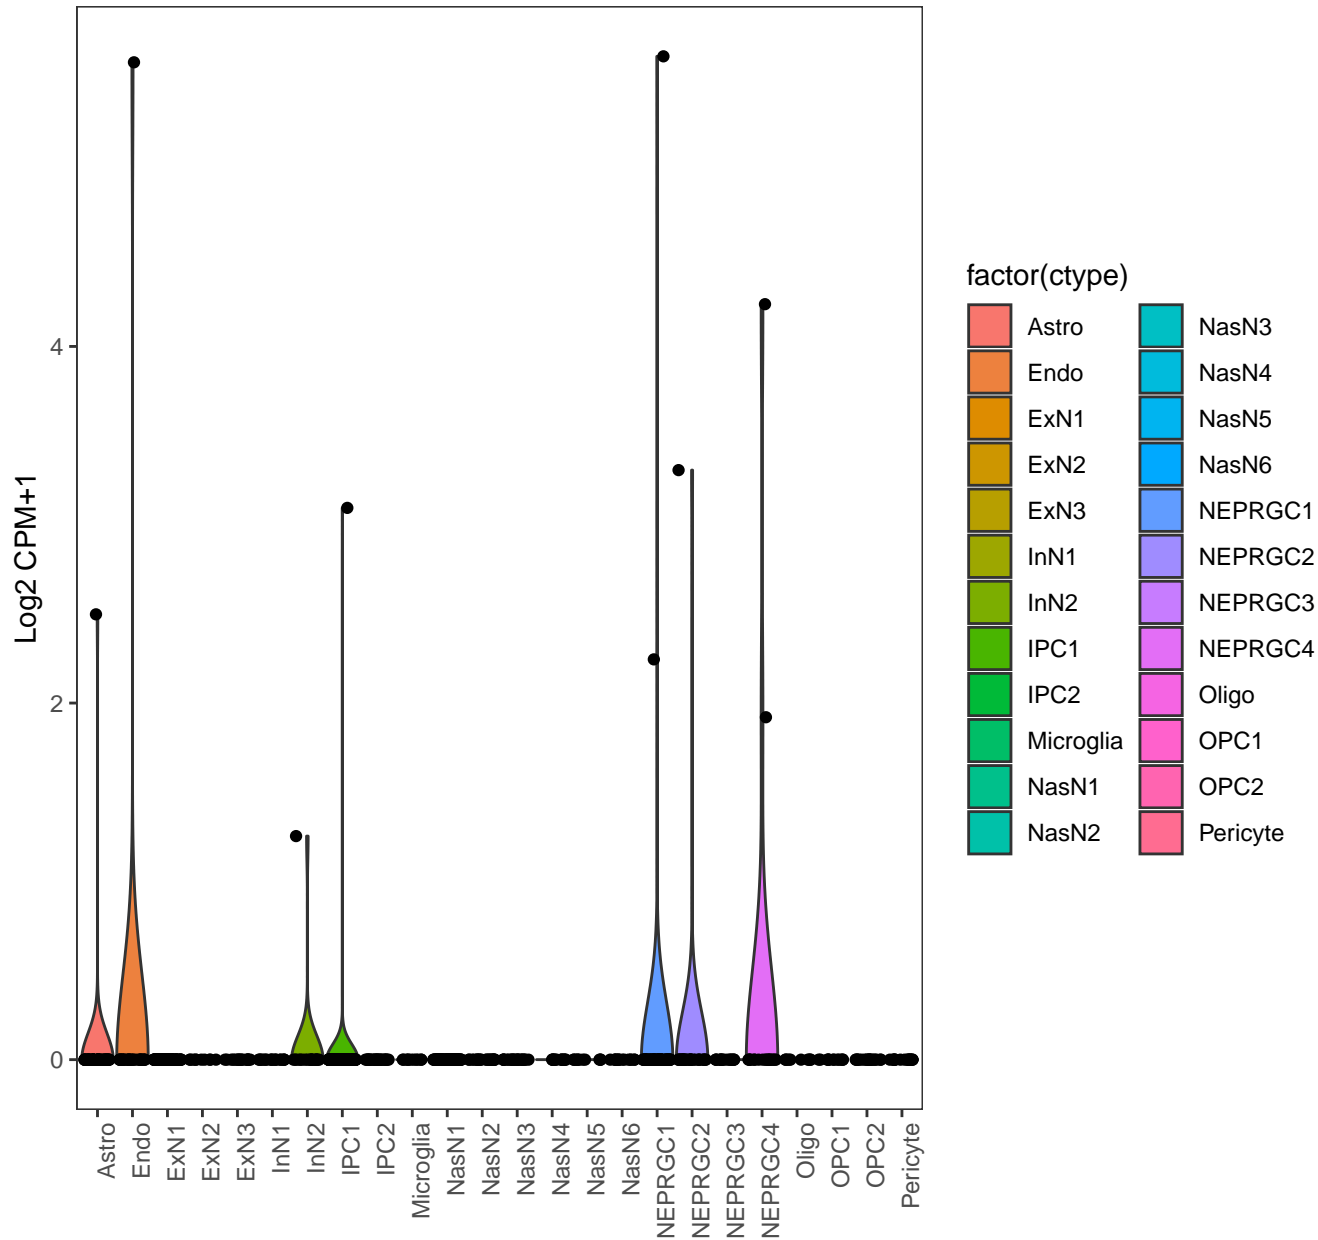 Log2 CPM+1
4
2
0
Astro
Endo
ExN1
ExN2
ExN3
InN1
InN2
IPC1
IPC2
Microglia
NasN1
NasN2
NasN3
NasN4
NasN5
NasN6
NEPRGC1
NEPRGC2
NEPRGC3
NEPRGC4
Oligo
OPC1
OPC2
Pericyte
factor(ctype)
Astro
Endo
ExN1
ExN2
ExN3
InN1
InN2
IPC1
IPC2
Microglia
NasN1
NasN2
NasN3
NasN4
NasN5
NasN6
NEPRGC1
NEPRGC2
NEPRGC3
NEPRGC4
Oligo
OPC1
OPC2
Pericyte